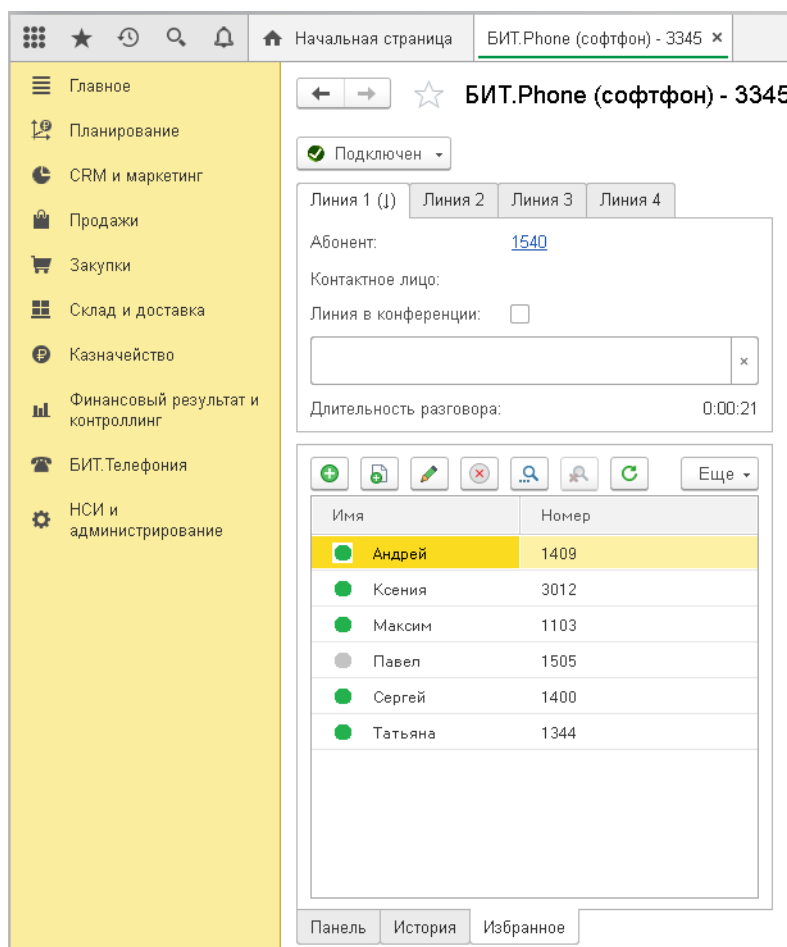 Начальная страница
БИТ.Phone (софтфон) - 3345 ×
Главное
Планирование
CRM и маркетинг
Продажи
Закупки
Склад и доставка
Казначейство
Финансовый результат и
контроллинг
БИТ.Телефония
НСИ и
администрирование
БИТ.Phone (софтфон) - 3345
Подключен
Линия 1 (↓) Линия 2 Линия 3 Линия 4
Абонент: 1540
Контактное лицо:
Линия в конференции:
×
Длительность разговора: 0:00:21
Еще
Имя Номер
Андрей 1409
Ксения 3012
Максим 1103
Павел 1505
Сергей 1400
Татьяна 1344
Панель История Избранное